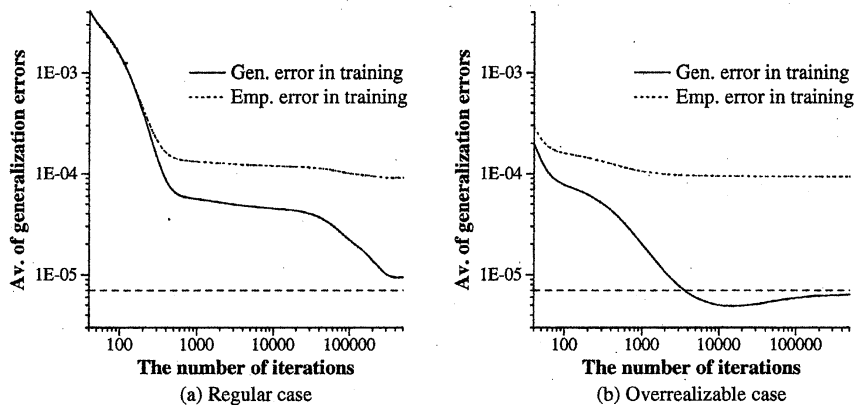 Av. of generalization errors
1E-03
1E-04
1E-05
Gen. error in training
Emp. error in training
100
1000
10000
100000
The number of iterations
(a) Regular case
Av. of generalization errors
1E-03
1E-04
1E-05
Gen. error in training
Emp. error in training
100
1000
10000
100000
The number of iterations
(b) Overrealizable case